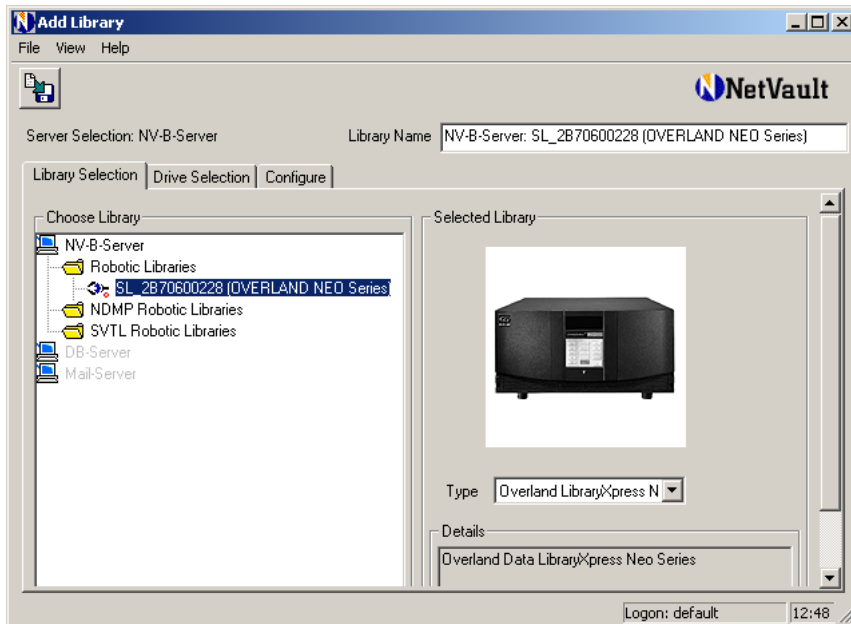 Add Library
File View Help
NetVault
Server Selection: NV-B-Server
Library Name NV-B-Server: SL_2B70600228 (OVERLAND NEO Series)
Library Selection Drive Selection Configure
Choose Library
NV-B-Server
Robotic Libraries
SL_2B70600228 (OVERLAND NEO Series)
NDMP Robotic Libraries
SVTL Robotic Libraries
DB-Server
Mail-Server
Selected Library
Type Overland LibraryXpress N
Details
Overland Data LibraryXpress Neo Series
Logon: default 12:48